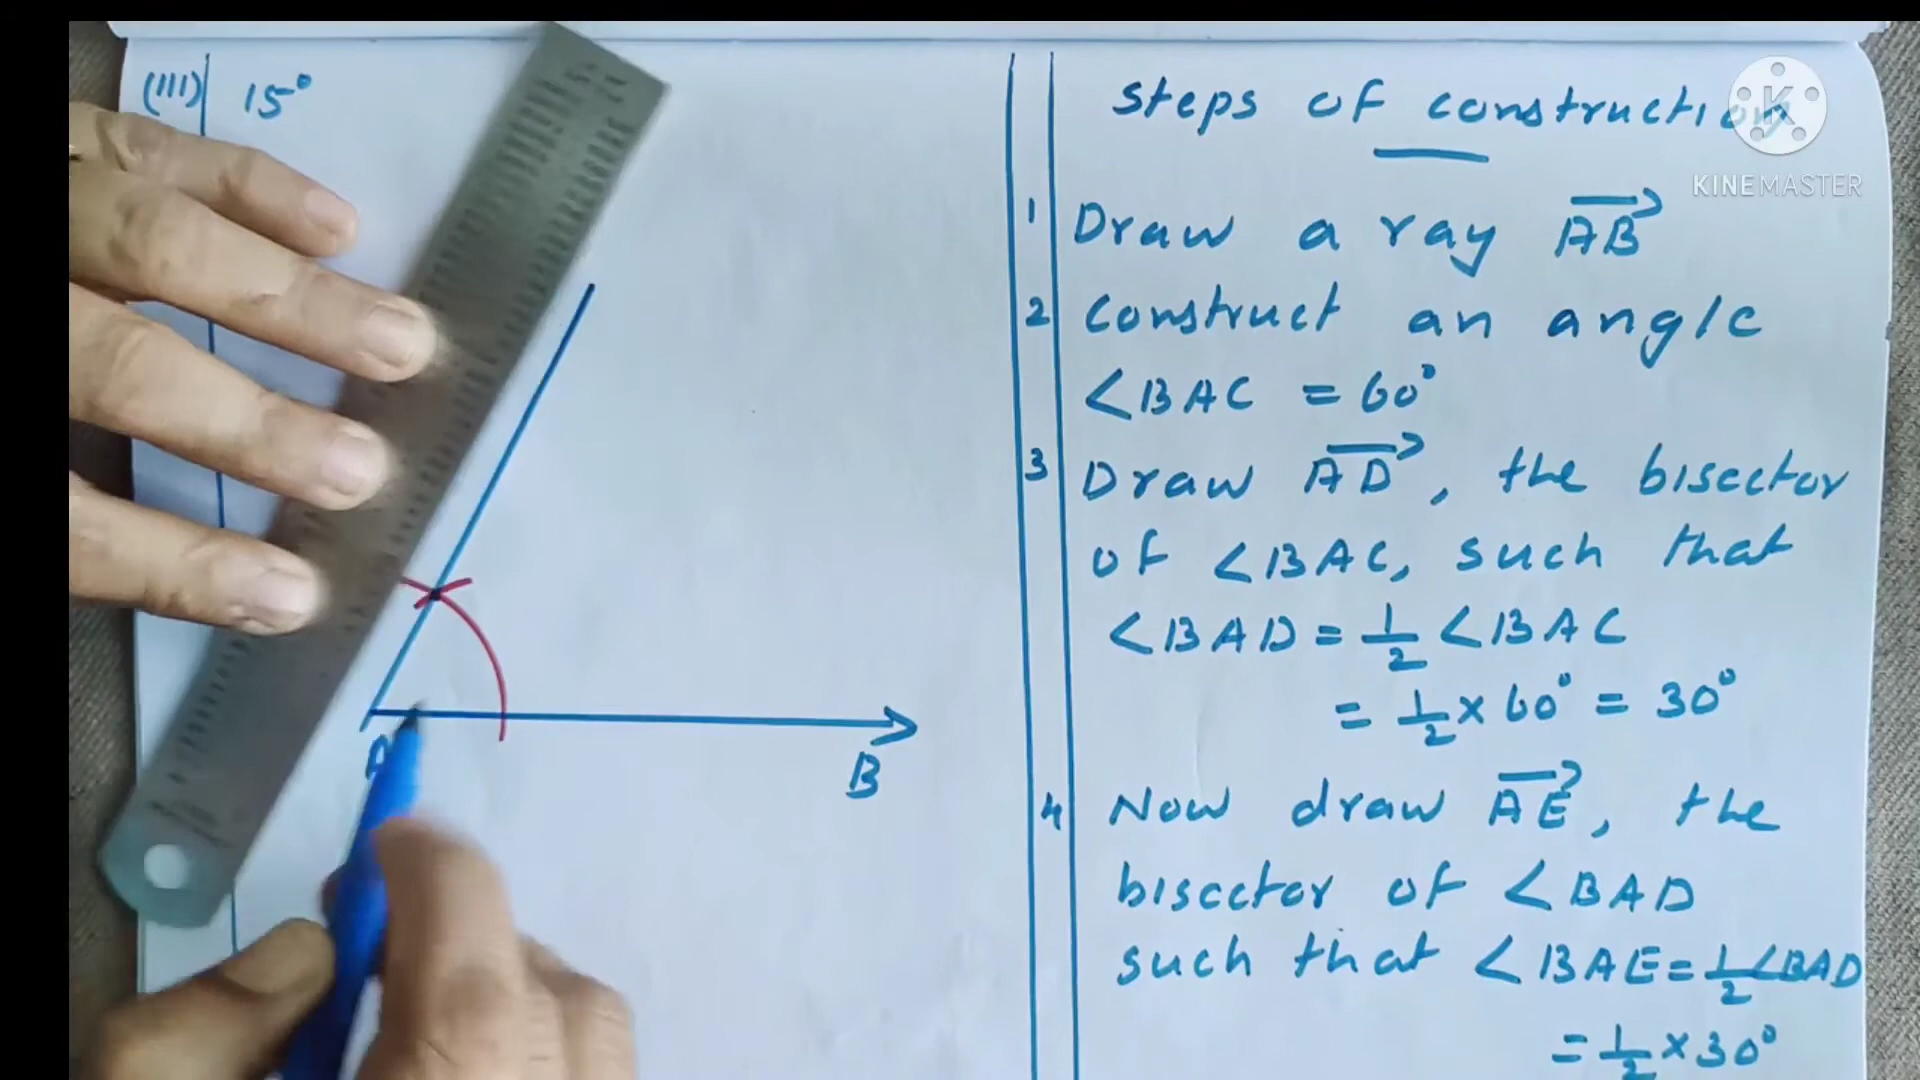 (III) 15°
A
B
steps of construction
KINEMASTER
1 Draw a ray AB
2 construct an angle
∠BAC = 60°
3 Draw AD, the bisector
of ∠BAC, such that
∠BAD = 1/2 ∠BAC
= 1/2 × 60° = 30°
4 Now draw AE, the
bisector of ∠BAD
such that ∠BAE = 1/2 ∠BAD
= 1/2 × 30°